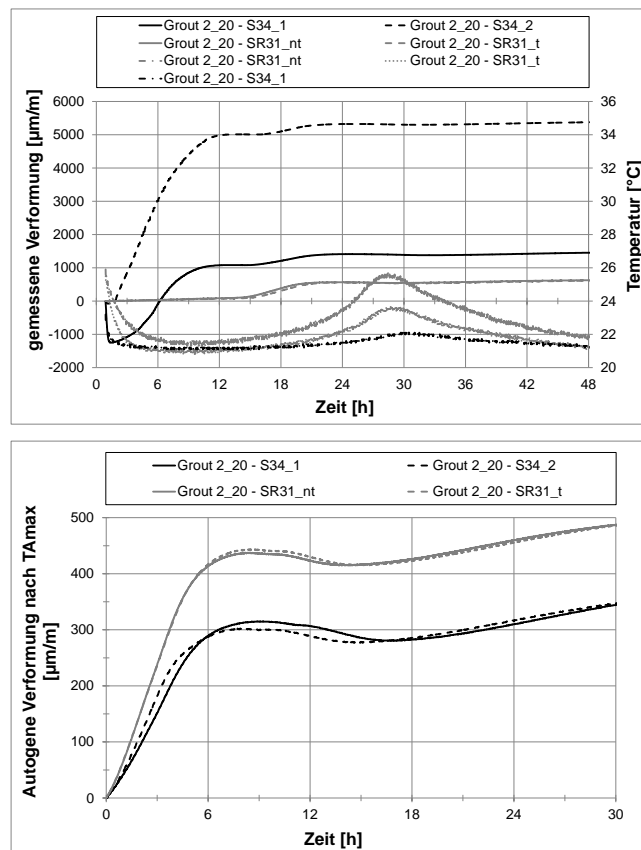 Grout 2_20 - S34_1
Grout 2_20 - S34_2
Grout 2_20 - SR31_nt
Grout 2_20 - SR31_t
Grout 2_20 - SR31_nt
Grout 2_20 - SR31_t
Grout 2_20 - S34_1
gemessene Verformung [µm/m]
6000
5000
4000
3000
2000
1000
0
-1000
-2000
36
34
32
30
28
26
24
22
20
Temperatur [°C]
0 6 12 18 24 30 36 42 48
Zeit [h]
Grout 2_20 - S34_1
Grout 2_20 - S34_2
Grout 2_20 - SR31_nt
Grout 2_20 - SR31_t
Autogene Verformung nach TAmax
[µm/m]
500
400
300
200
100
0
0 6 12 18 24 30
Zeit [h]